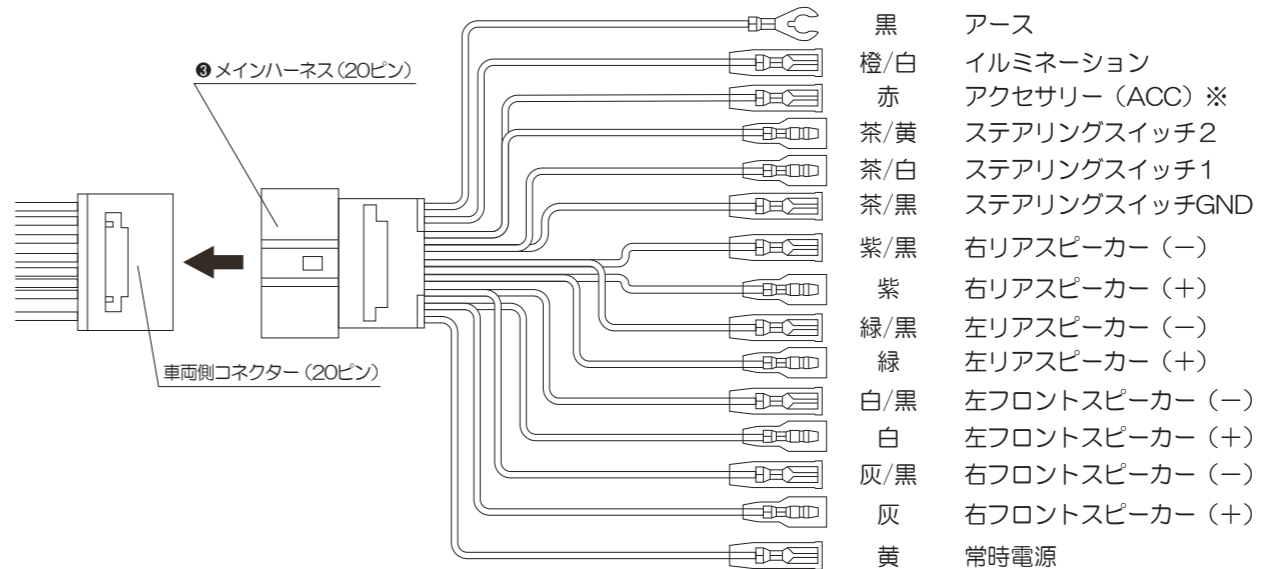 黒 アース
橙/白 イルミネーション
❸メインハーネス(20ピン)
赤 アクセサリー（ACC）※
茶/黄 ステアリングスイッチ2
茶/白 ステアリングスイッチ1
茶/黒 ステアリングスイッチGND
紫/黒 右リアスピーカー（−）
紫 右リアスピーカー（+）
緑/黒 左リアスピーカー（−）
緑 左リアスピーカー（+）
車両側コネクター(20ピン)
白/黒 左フロントスピーカー（−）
白 左フロントスピーカー（+）
灰/黒 右フロントスピーカー（−）
灰 右フロントスピーカー（+）
黄 常時電源